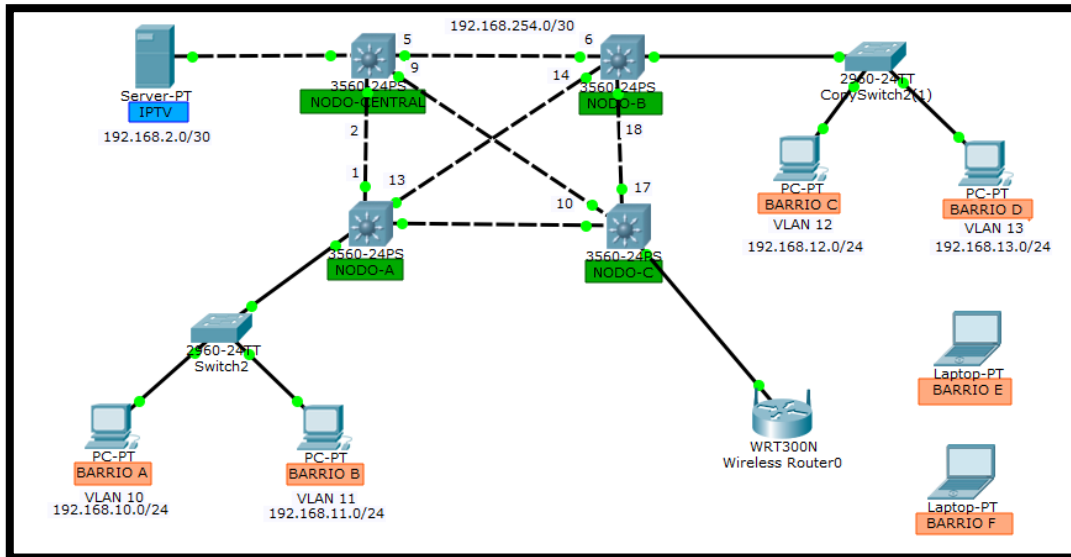 192.168.254.0/30
5
6
9
14
3560-24PS
NODO-CENTRAL
3560-24PS
NODO-B
2960-24TT
CopySwitch2(1)
Server-PT
IPTV
192.168.2.0/30
2
18
1
13
10
17
PC-PT
BARRIO C
VLAN 12
192.168.12.0/24
PC-PT
BARRIO D
VLAN 13
192.168.13.0/24
3560-24PS
NODO-A
3560-24PS
NODO-C
2960-24TT
Switch2
Laptop-PT
BARRIO E
WRT300N
Wireless Router0
PC-PT
BARRIO A
VLAN 10
192.168.10.0/24
PC-PT
BARRIO B
VLAN 11
192.168.11.0/24
Laptop-PT
BARRIO F